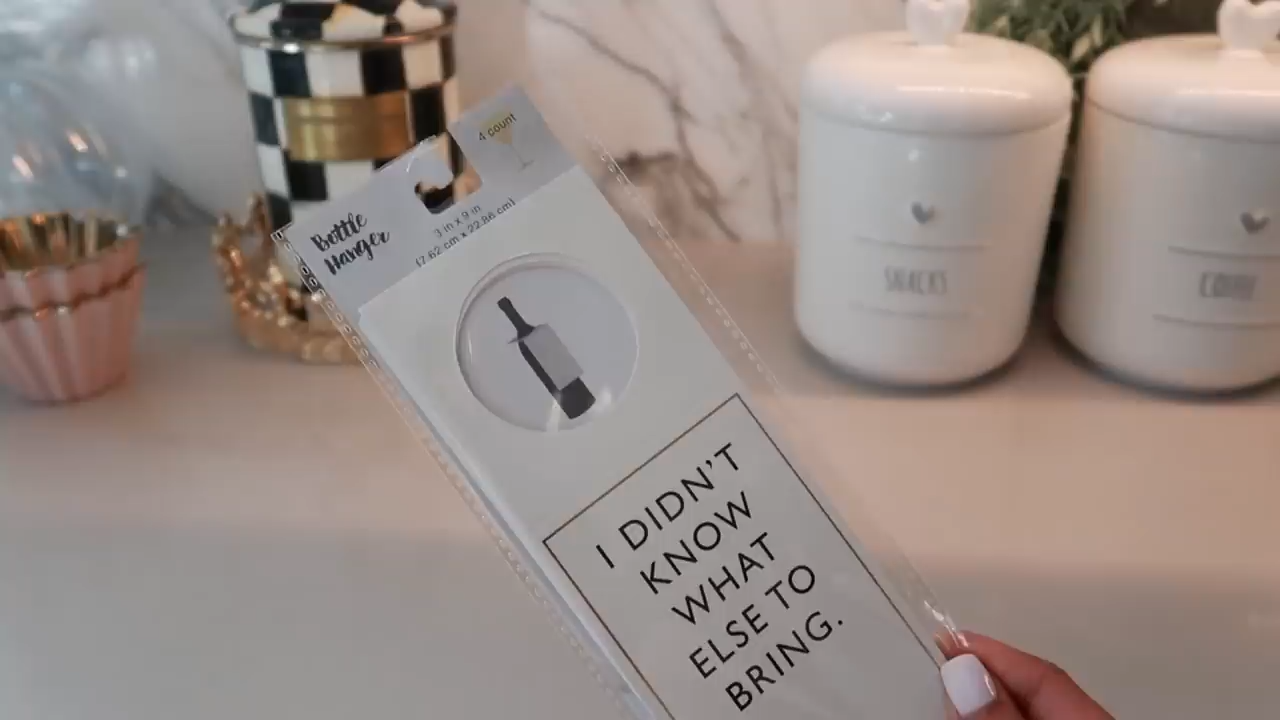 4 count
Bottle
Hanger
3 in x 9 in
(7.62 cm x 22.86 cm)
I DIDN'T
KNOW
WHAT
ELSE TO
BRING.
SNACKS
COFFEE